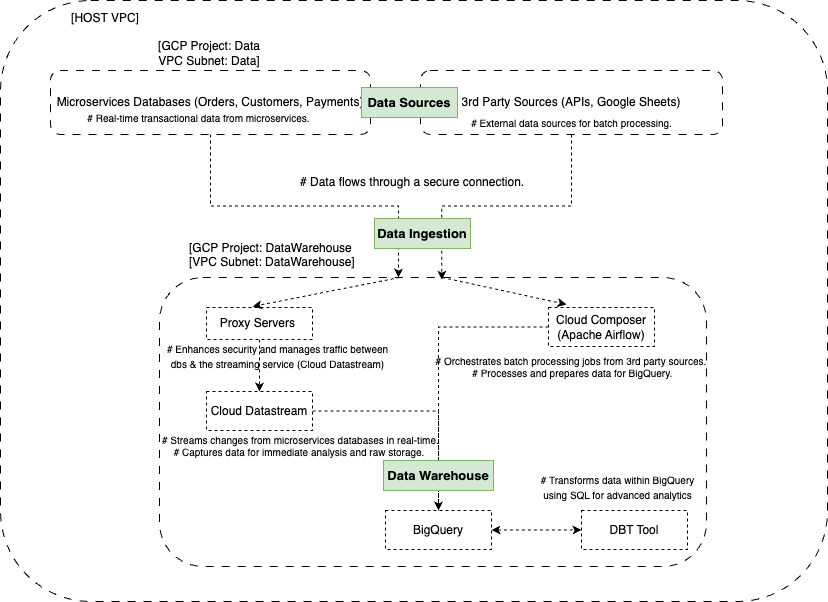 [HOST VPC]
[GCP Project: Data
VPC Subnet: Data]
Microservices Databases (Orders, Customers, Payments)
# Real-time transactional data from microservices.
Data Sources
3rd Party Sources (APIs, Google Sheets)
# External data sources for batch processing.
# Data flows through a secure connection.
Data Ingestion
[GCP Project: DataWarehouse
[VPC Subnet: DataWarehouse]
Proxy Servers
# Enhances security and manages traffic between
dbs & the streaming service (Cloud Datastream)
Cloud Composer
(Apache Airflow)
# Orchestrates batch processing jobs from 3rd party sources.
# Processes and prepares data for BigQuery.
Cloud Datastream
# Streams changes from microservices databases in real-time.
# Captures data for immediate analysis and raw storage.
Data Warehouse
# Transforms data within BigQuery
using SQL for advanced analytics
BigQuery
DBT Tool